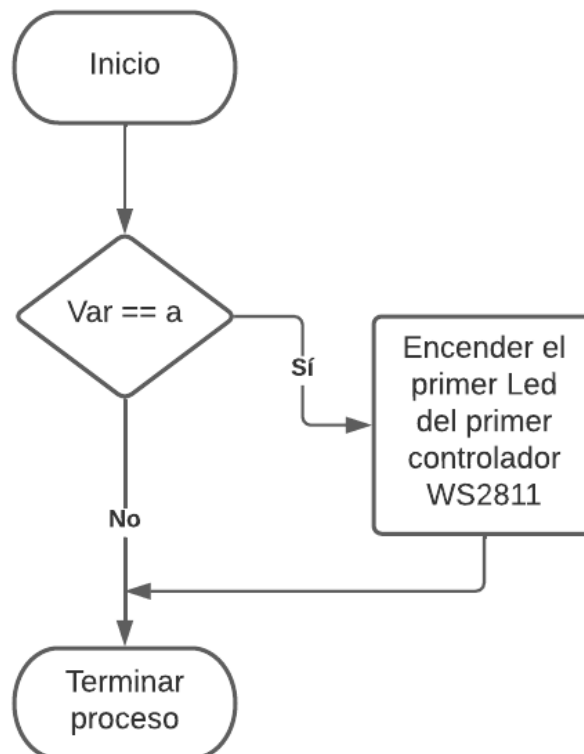 Inicio
Var == a
Sí
Encender el
primer Led
del primer
controlador
WS2811
No
Terminar
proceso